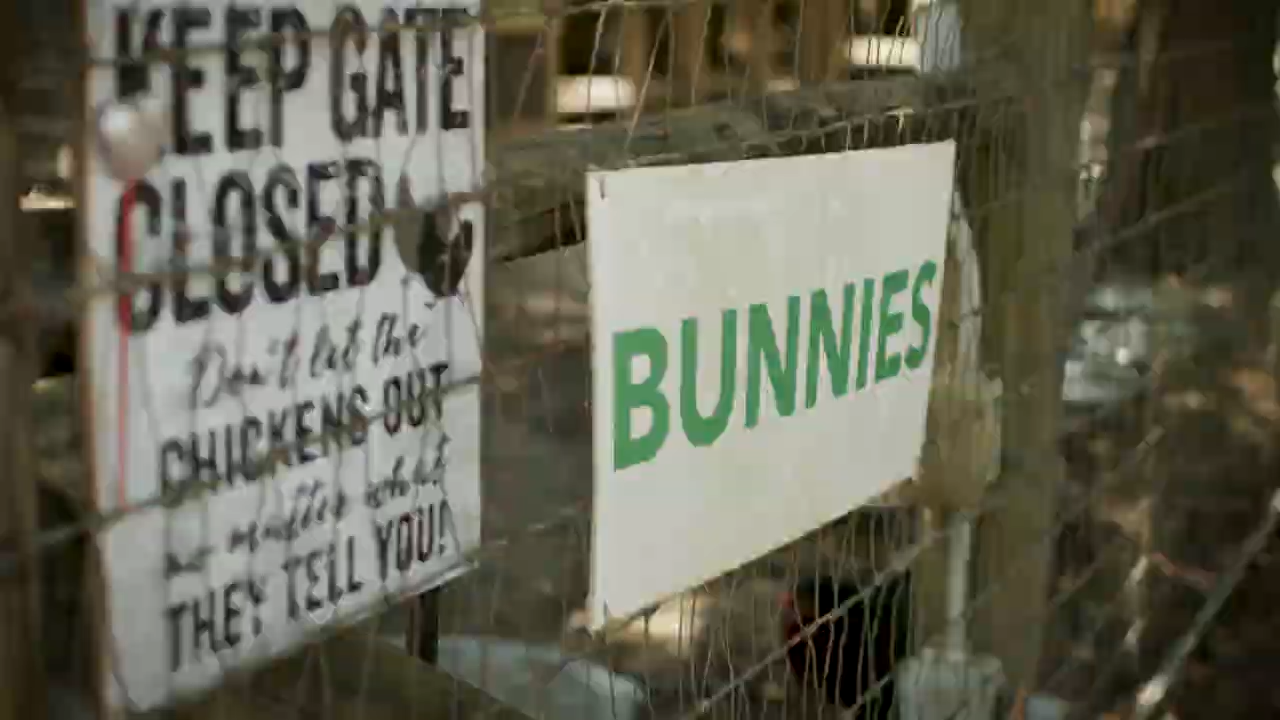 KEEP GATE
CLOSED
Don't let the
CHICKENS OUT
no matter what
THEY TELL YOU!
BUNNIES